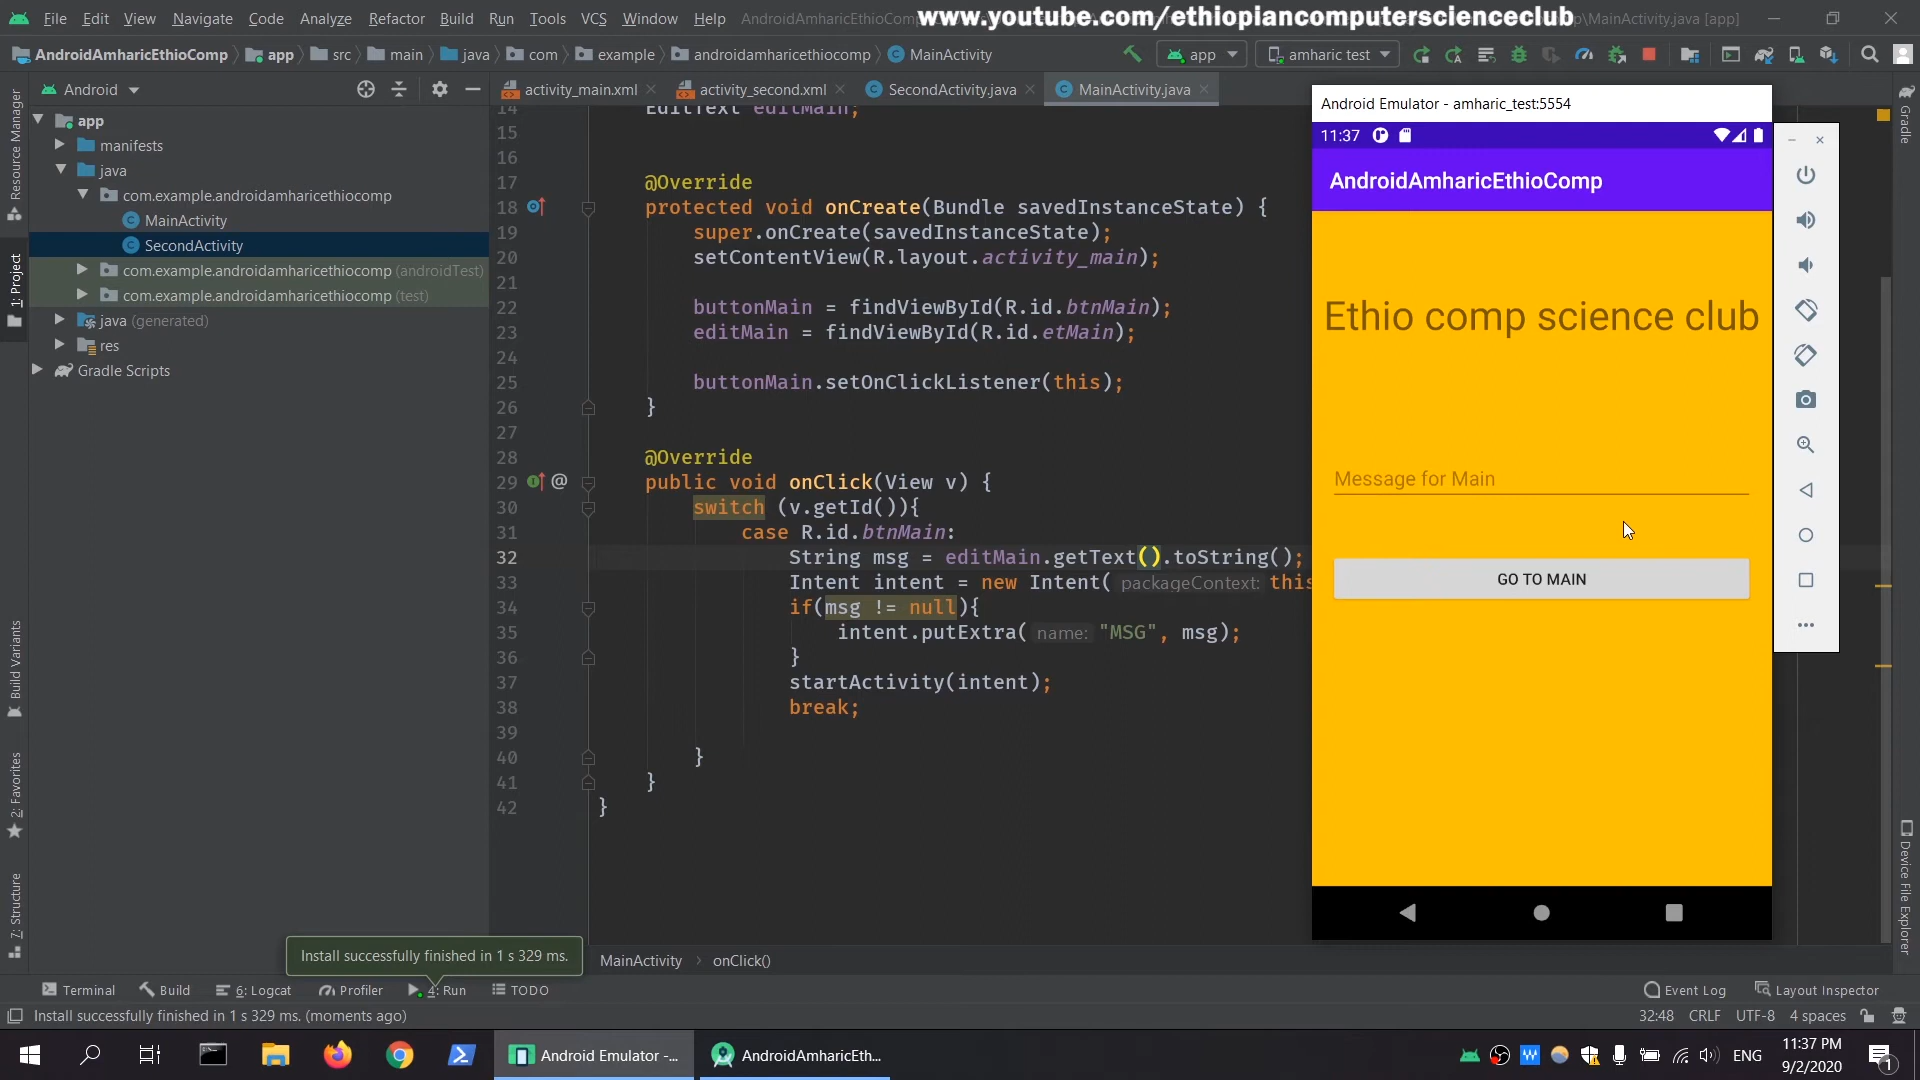 File Edit View Navigate Code Analyze Refactor Build Run Tools VCS Window Help AndroidAmharicEthioComp
www.youtube.com/ethiopiancomputerscienceclub
\MainActivity.java [app]
AndroidAmharicEthioComp app src main java com example androidamharicethiocomp MainActivity
app amharic test
Android
activity_main.xml activity_second.xml SecondActivity.java MainActivity.java
app
manifests
java
com.example.androidamharicethiocomp
MainActivity
SecondActivity
com.example.androidamharicethiocomp (androidTest)
com.example.androidamharicethiocomp (test)
java (generated)
res
Gradle Scripts
Resource Manager
1: Project
Build Variants
2: Favorites
7: Structure
14 EditText editMain;
15
16
17 @Override
18 protected void onCreate(Bundle savedInstanceState) {
19 super.onCreate(savedInstanceState);
20 setContentView(R.layout.activity_main);
21
22 buttonMain = findViewById(R.id.btnMain);
23 editMain = findViewById(R.id.etMain);
24
25 buttonMain.setOnClickListener(this);
26 }
27
28 @Override
29 @ public void onClick(View v) {
30 switch (v.getId()){
31 case R.id.btnMain:
32 String msg = editMain.getText().toString();
33 Intent intent = new Intent( packageContext: this
34 if(msg != null){
35 intent.putExtra( name: "MSG", msg);
36 }
37 startActivity(intent);
38 break;
39
40 }
41 }
42 }
Android Emulator - amharic_test:5554
11:37
AndroidAmharicEthioComp
Ethio comp science club
Message for Main
GO TO MAIN
Gradle
Device File Explorer
Install successfully finished in 1 s 329 ms.
MainActivity onClick()
Terminal Build 6: Logcat Profiler 4: Run TODO Event Log Layout Inspector
Install successfully finished in 1 s 329 ms. (moments ago) 32:48 CRLF UTF-8 4 spaces
Android Emulator -... AndroidAmharicEth... ENG 11:37 PM
9/2/2020
1